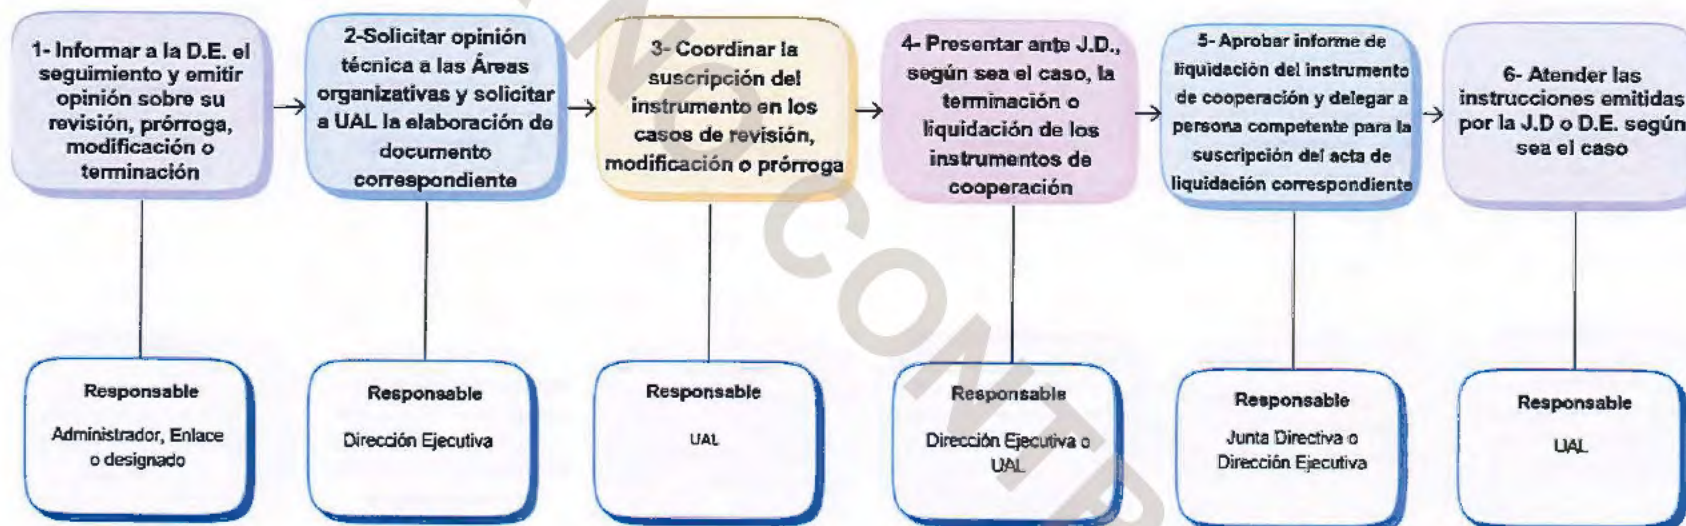 1- Informar a la D.E. el
seguimiento y emitir
opinión sobre su
revisión, prórroga,
modificación o
terminación
2-Solicitar opinión
técnica a las Áreas
organizativas y solicitar
a UAL la elaboración de
documento
correspondiente
3- Coordinar la
suscripción del
instrumento en los
casos de revisión,
modificación o prórroga
4- Presentar ante J.D.,
según sea el caso, la
terminación o
liquidación de los
instrumentos de
cooperación
5- Aprobar informe de
liquidación del instrumento
de cooperación y delegar a
persona competente para la
suscripción del acta de
liquidación correspondiente
6- Atender las
instrucciones emitidas
por la J.D o D.E. según
sea el caso
Responsable
Administrador, Enlace
o designado
Responsable
Dirección Ejecutiva
Responsable
UAL
Responsable
Dirección Ejecutiva o
UAL
Responsable
Junta Directiva o
Dirección Ejecutiva
Responsable
UAL
NO CONTR